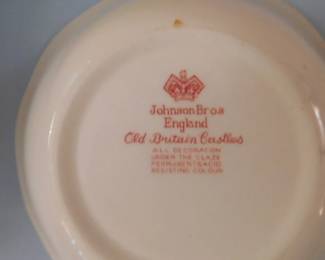 Johnson Bros
England
Old Britain Castles
ALL DECORATION
UNDER THE GLAZE
PERMANENT & ACID
RESISTING COLOUR